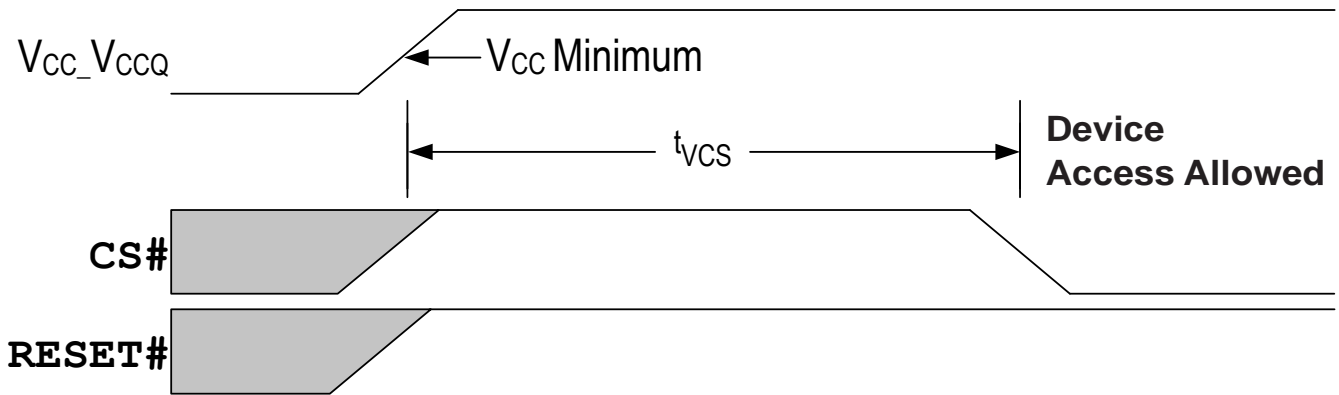 VCC_VCCQ
VCC Minimum
tVCS
Device
Access Allowed
CS#
RESET#